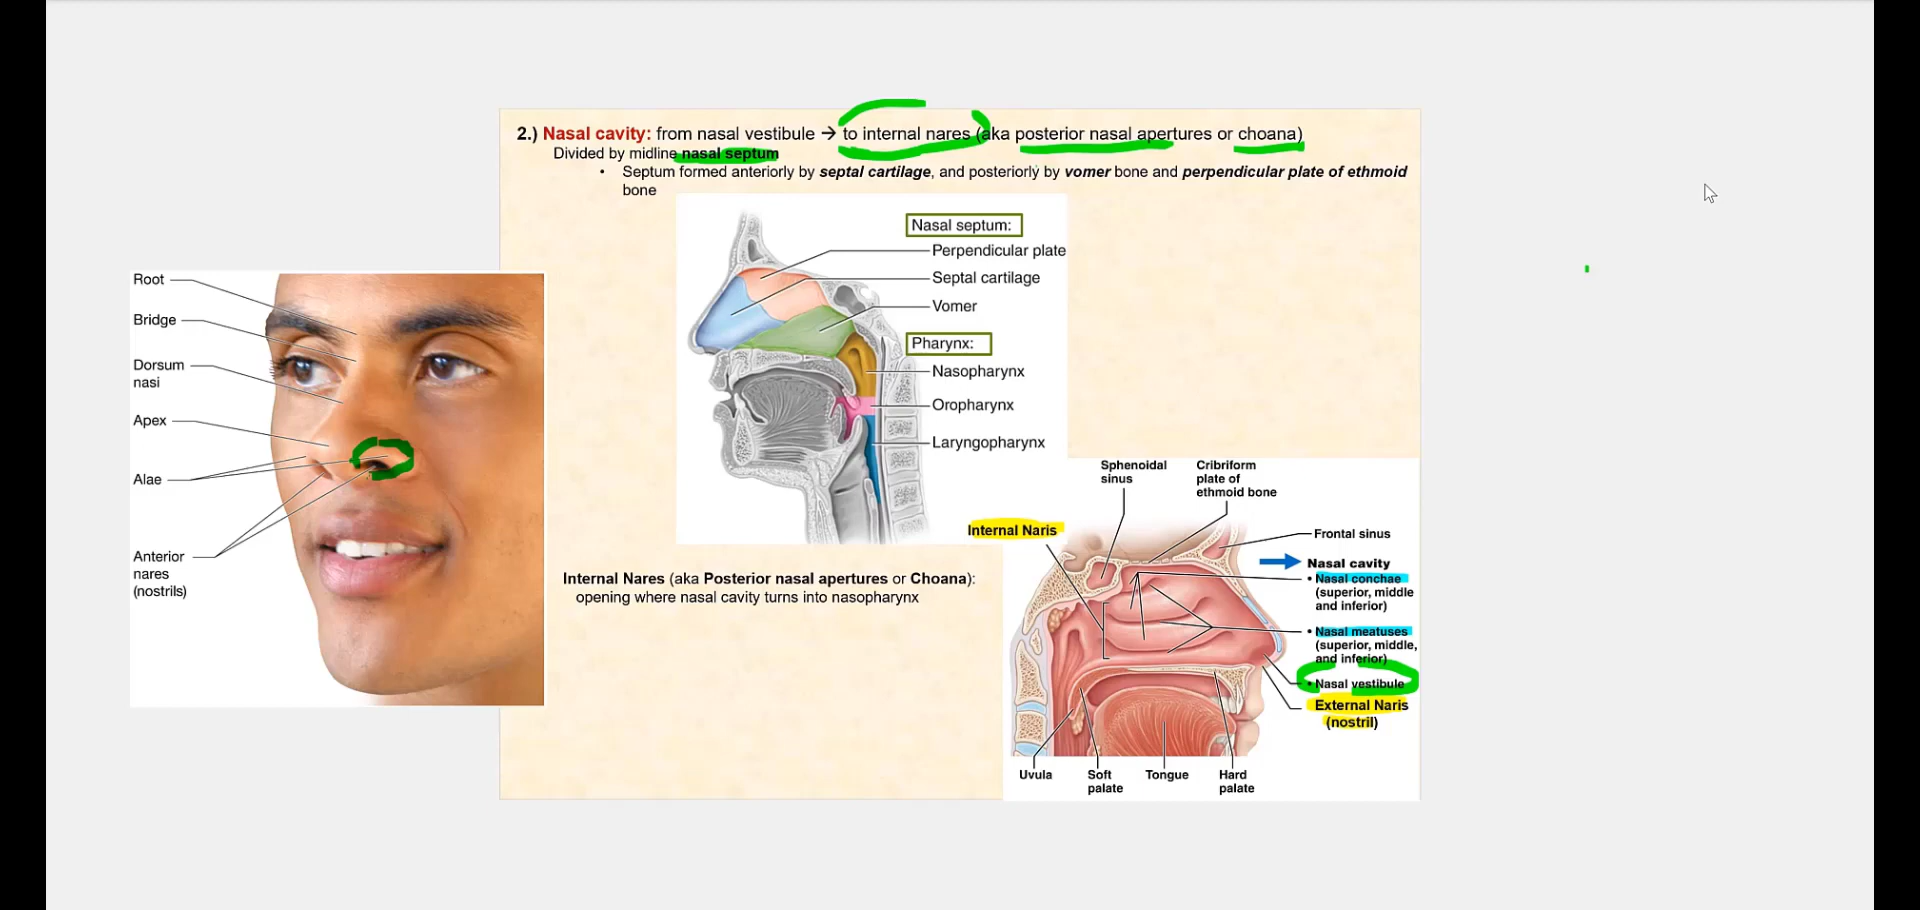 2.) Nasal cavity: from nasal vestibule → to internal nares (aka posterior nasal apertures or choana)
Divided by midline nasal septum
• Septum formed anteriorly by septal cartilage, and posteriorly by vomer bone and perpendicular plate of ethmoid
bone
Nasal septum:
Perpendicular plate
Septal cartilage
Vomer
Pharynx:
Nasopharynx
Oropharynx
Laryngopharynx
Root
Bridge
Dorsum
nasi
Apex
Alae
Anterior
nares
(nostrils)
Internal Nares (aka Posterior nasal apertures or Choana):
opening where nasal cavity turns into nasopharynx
Sphenoidal
sinus
Cribriform
plate of
ethmoid bone
Internal Naris
Frontal sinus
Nasal cavity
• Nasal conchae
(superior, middle
and inferior)
• Nasal meatuses
(superior, middle,
and inferior)
• Nasal vestibule
External Naris
(nostril)
Uvula
Soft
palate
Tongue
Hard
palate